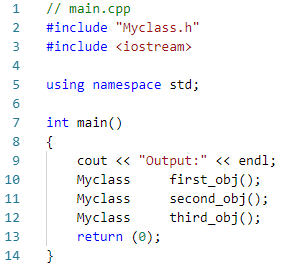 1 // main.cpp
2 #include "Myclass.h"
3 #include <iostream>
4
5 using namespace std;
6
7 int main()
8 {
9 cout << "Output:" << endl;
10 Myclass first_obj();
11 Myclass second_obj();
12 Myclass third_obj();
13 return (0);
14 }